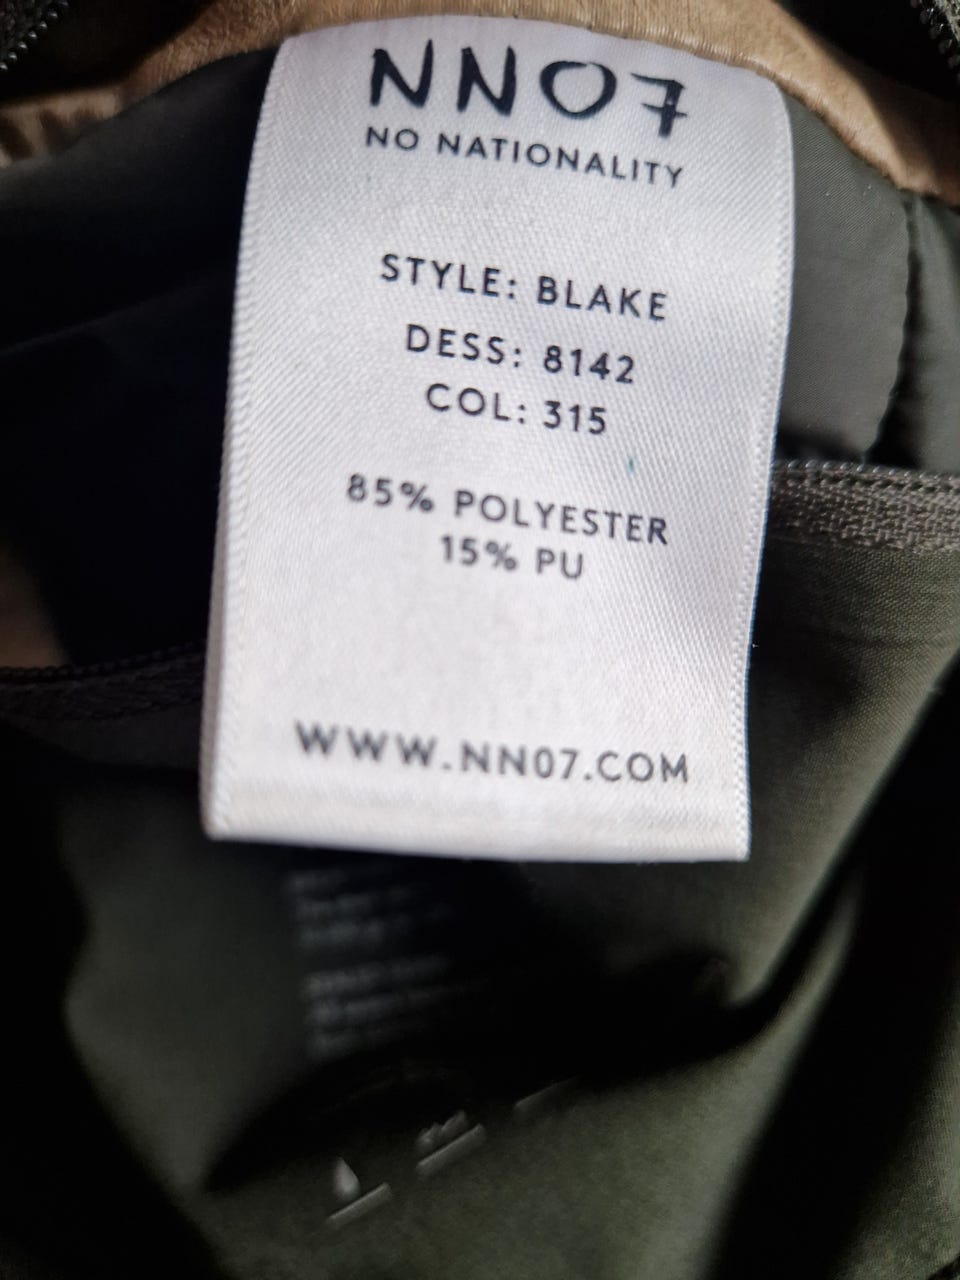 NN07
NO NATIONALITY
STYLE: BLAKE
DESS: 8142
COL: 315
85% POLYESTER
15% PU
WWW.NN07.COM